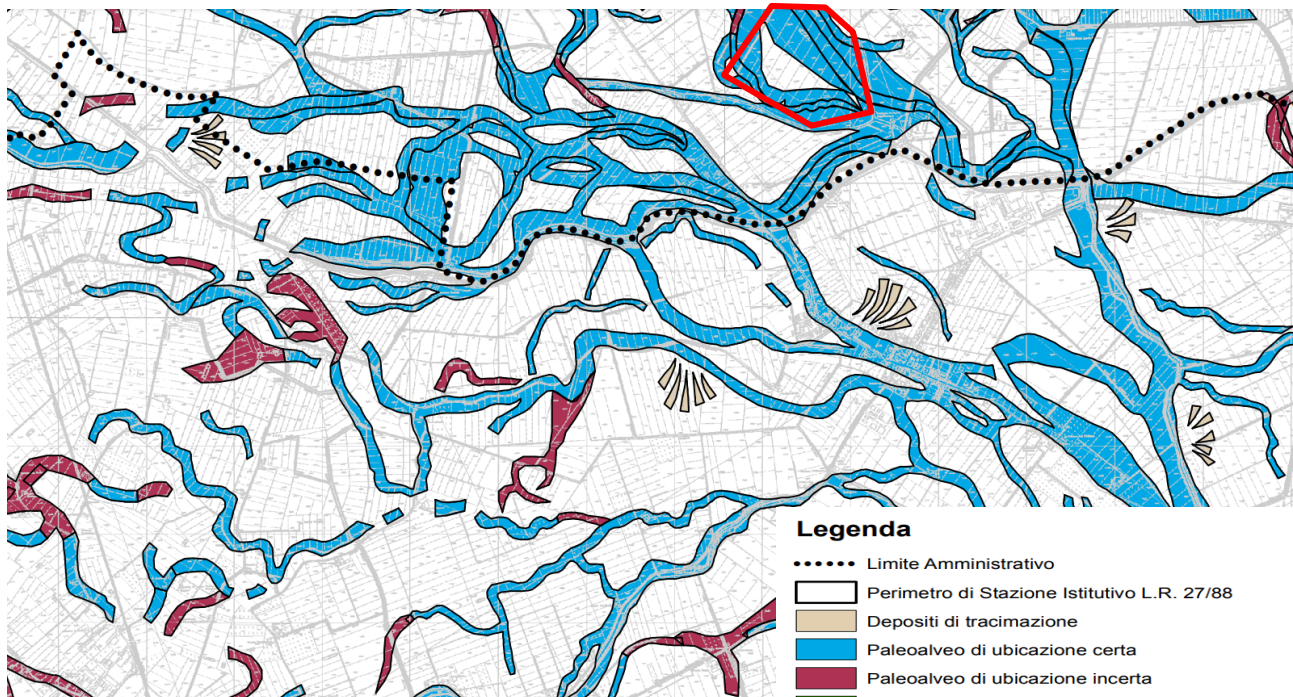 Legenda
Limite Amministrativo
Perimetro di Stazione Istitutivo L.R. 27/88
Depositi di tracimazione
Paleoalveo di ubicazione certa
Paleoalveo di ubicazione incerta